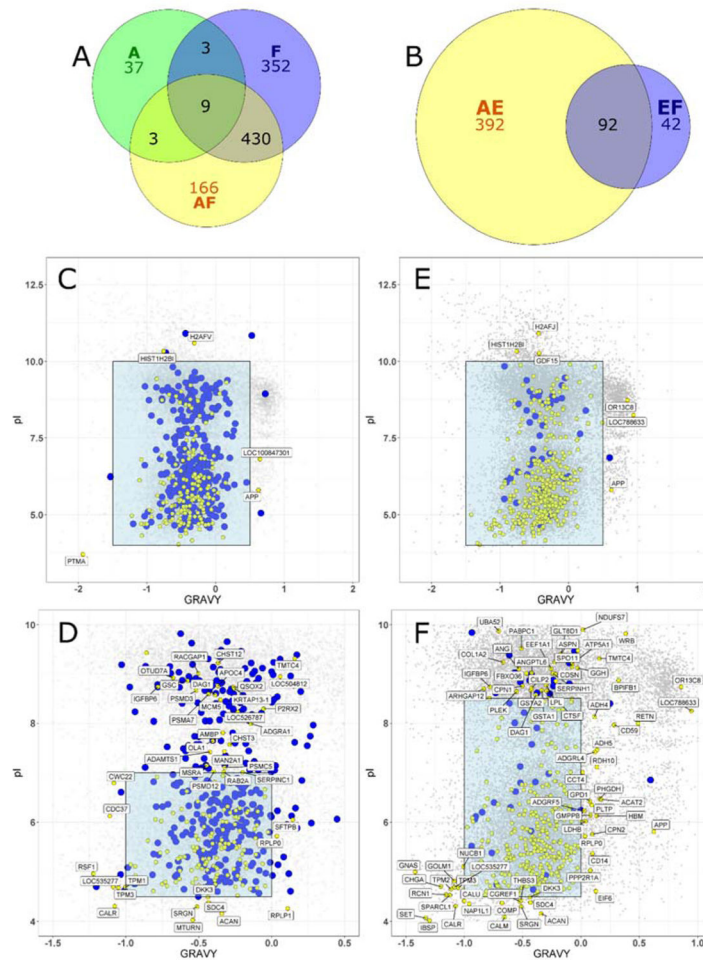 A
A
37
3
F
352
9
3
430
166
AF
B
AE
392
92
EF
42
C
12.5
10.0
7.5
5.0
pI
-2
-1
0
1
GRAVY
H2AFV
HIST1H2BI
LOC100847301
APP
PTMA
E
12.5
10.0
7.5
5.0
pI
-2
-1
0
1
2
GRAVY
H2AFJ
HIST1H2BI
GDF15
OR13C8
LOC788633
APP
D
10
8
6
4
pI
-1.5
-1.0
-0.5
0.0
0.5
GRAVY
RACGAP1
CHST12
OTUD7A
TMTC4
GSC
DAG1
APOC4
LOC504812
IGFBP6
PSMD3
QSOX2
MCM5
KRTAP13-1
P2RX2
PSMA7
LOC526787
ADGRA1
AMBP
CHST3
OLA1
ADAMTS1
MAN2A1
PSMC5
MSRA
CWC22
PSMD12
RAB2A
SERPINC1
CDC37
SFTPB
RPLP0
RSF1
LOC535277
TPM1
TPM3
DKK3
SDC4
CALR
SRGN
RPLP1
MTURN
ACAN
F
10
8
6
4
pI
-1.5
-1.0
-0.5
0.0
0.5
1.0
GRAVY
UBA52
NDUFS7
PABPC1
GLT8D1
WRB
ANG
EEF1A1
ASPN
ATP5A1
COL1A2
ANGPTL6
SPO11
TMTC4
IGFBP6
FBXO36
CILP2
CDSN
GGH
OR13C8
ARHGAP12
CPN1
SERPINH1
BPIFB1
LOC788633
GSTA2
LPL
ADH4
PLEK
GSTA1
CTSF
RETN
DAG1
CD59
ADH5
ADGRL4
RDH10
CCT4
GPD1
PHGDH
ADGRF5
ACAT2
PLTP
GMPPB
HBM
APP
LDHB
CPN2
RPLP0
NUCB1
CD14
GNAS
GOLM1
LOC535277
PPP2R1A
CHGA
TPM2
TPM3
THBS3
DKK3
RCN1
CALU
CGREF1
SDC4
EIF6
SPARCL1
NAP1L1
COMP
ACAN
SET
CALR
SRGN
IBSP
CALM